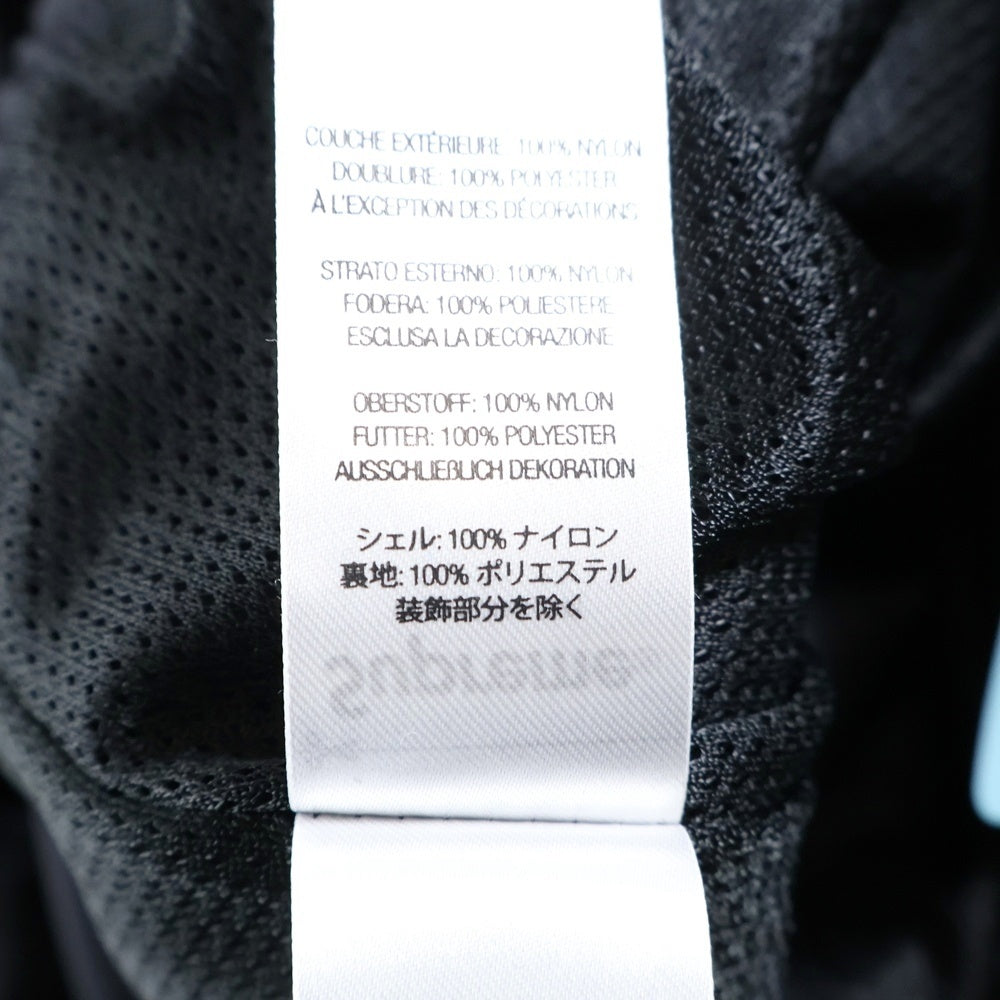 COUCHE EXTÉRIEURE: 100% NYLON
DOUBLURE: 100% POLYESTER
À L'EXCEPTION DES DÉCORATIONS
STRATO ESTERNO: 100% NYLON
FODERA: 100% POLIESTERE
ESCLUSA LA DECORAZIONE
OBERSTOFF: 100% NYLON
FUTTER: 100% POLYESTER
AUSSCHLIEßLICH DEKORATION
シェル: 100% ナイロン
裏地: 100% ポリエステル
装飾部分を除く
Supreme